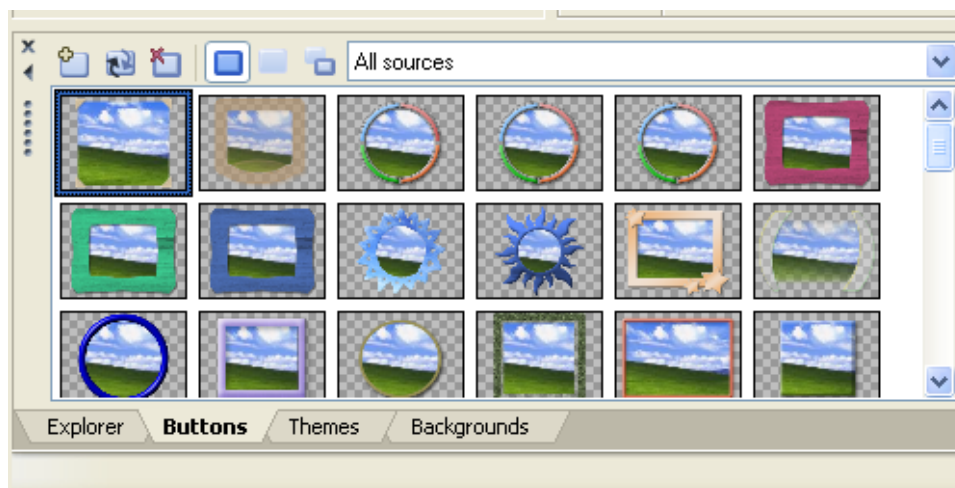 All sources
Explorer
Buttons
Themes
Backgrounds